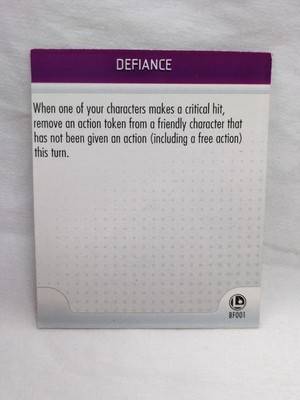 DEFIANCE
When one of your characters makes a critical hit,
remove an action token from a friendly character that
has not been given an action (including a free action)
this turn.
BF001